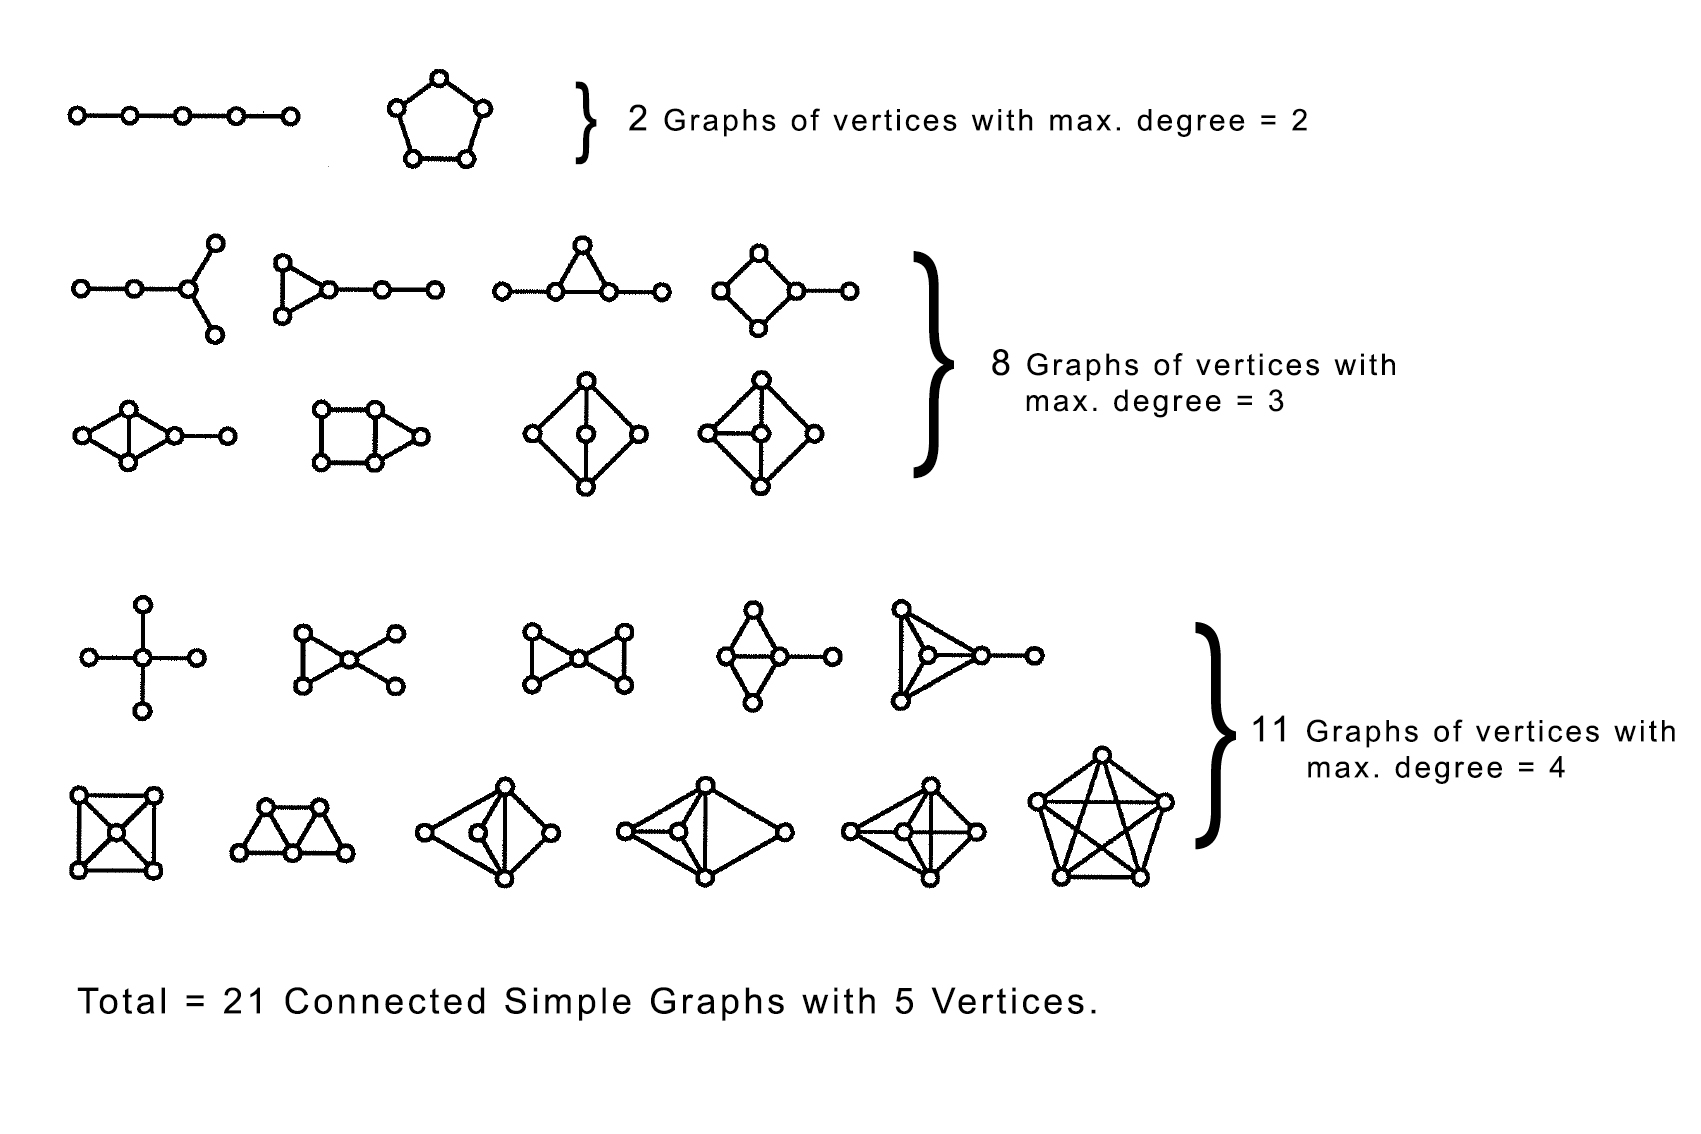 2 Graphs of vertices with max. degree = 2
8 Graphs of vertices with
max. degree = 3
11 Graphs of vertices with
max. degree = 4
Total = 21 Connected Simple Graphs with 5 Vertices.